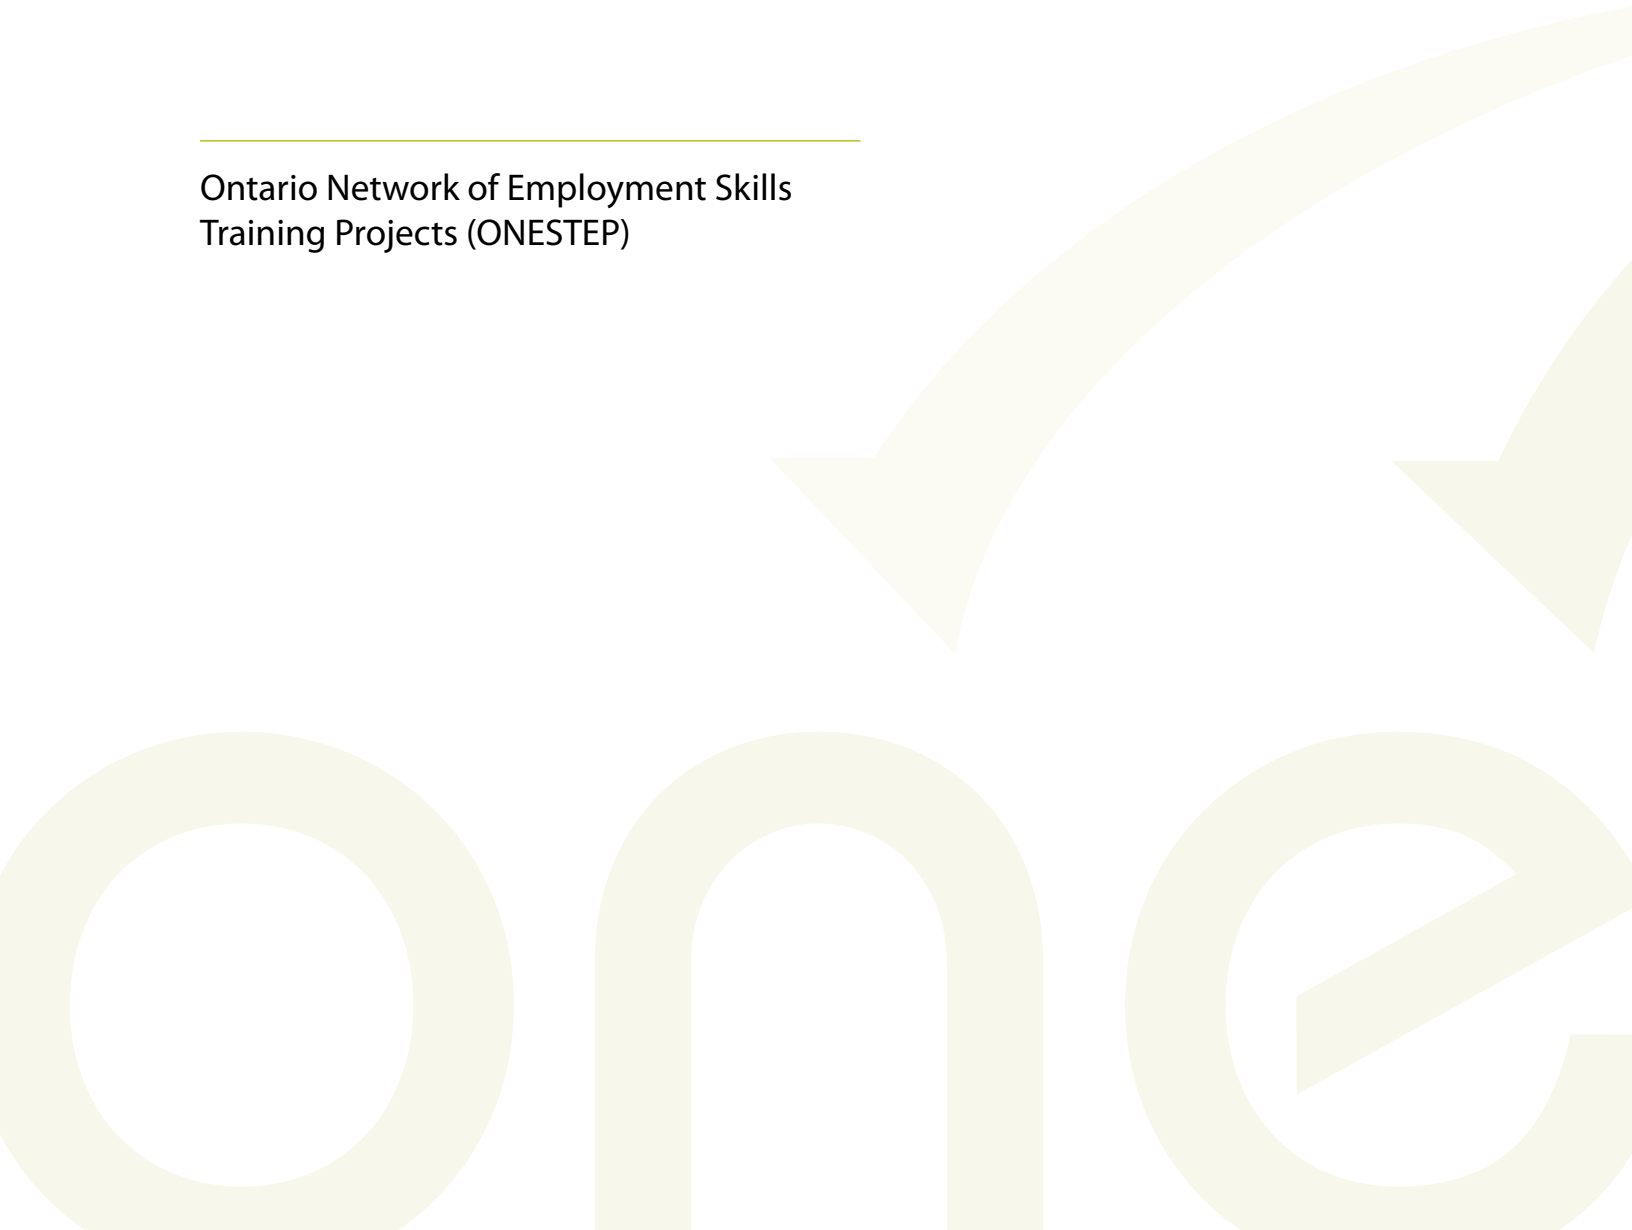 Ontario Network of Employment Skills
Training Projects (ONESTEP)
one